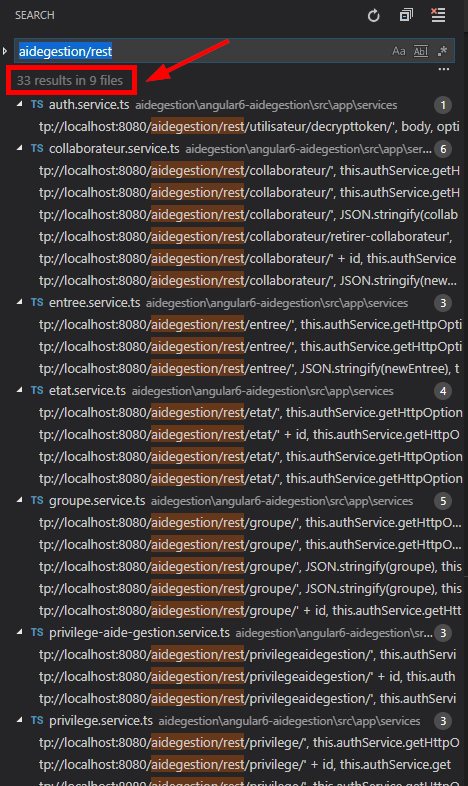 SEARCH
aidegestion/rest
Aa Ab| .*
33 results in 9 files
...
TS auth.service.ts aidegestion\angular6-aidegestion\src\app\services 1
tp://localhost:8080/aidegestion/rest/utilisateur/decrypttoken/', body, opti
TS collaborateur.service.ts aidegestion\angular6-aidegestion\src\app\ser... 6
tp://localhost:8080/aidegestion/rest/collaborateur/', this.authService.getH
tp://localhost:8080/aidegestion/rest/collaborateur/', this.authService.getH
tp://localhost:8080/aidegestion/rest/collaborateur/', JSON.stringify(collab
tp://localhost:8080/aidegestion/rest/collaborateur/retirer-collaborateur',
tp://localhost:8080/aidegestion/rest/collaborateur/' + id, this.authService
tp://localhost:8080/aidegestion/rest/collaborateur/', JSON.stringify(new...
TS entree.service.ts aidegestion\angular6-aidegestion\src\app\services 3
tp://localhost:8080/aidegestion/rest/entree/', this.authService.getHttpOpti
tp://localhost:8080/aidegestion/rest/entree/', this.authService.getHttpOpti
tp://localhost:8080/aidegestion/rest/entree/', JSON.stringify(newEntree), t
TS etat.service.ts aidegestion\angular6-aidegestion\src\app\services 4
tp://localhost:8080/aidegestion/rest/etat/', this.authService.getHttpOption
tp://localhost:8080/aidegestion/rest/etat/' + id, this.authService.getHttpO
tp://localhost:8080/aidegestion/rest/etat/', this.authService.getHttpOption
tp://localhost:8080/aidegestion/rest/etat/', this.authService.getHttpOption
TS groupe.service.ts aidegestion\angular6-aidegestion\src\app\services 5
tp://localhost:8080/aidegestion/rest/groupe/', this.authService.getHttpO...
tp://localhost:8080/aidegestion/rest/groupe/', this.authService.getHttpO...
tp://localhost:8080/aidegestion/rest/groupe/', JSON.stringify(groupe), this
tp://localhost:8080/aidegestion/rest/groupe/', JSON.stringify(groupe), this
tp://localhost:8080/aidegestion/rest/groupe/' + id, this.authService.getHtt
TS privilege-aide-gestion.service.ts aidegestion\angular6-aidegestion\s... 3
tp://localhost:8080/aidegestion/rest/privilegeaidegestion/', this.authServi
tp://localhost:8080/aidegestion/rest/privilegeaidegestion/' + id, this.auth
tp://localhost:8080/aidegestion/rest/privilegeaidegestion/', this.authServi
TS privilege.service.ts aidegestion\angular6-aidegestion\src\app\services 3
tp://localhost:8080/aidegestion/rest/privilege/', this.authService.getHttpO
tp://localhost:8080/aidegestion/rest/privilege/' + id, this.authService.get
tp://localhost:8080/aidegestion/rest/privilege/', this.authService.getHttpO